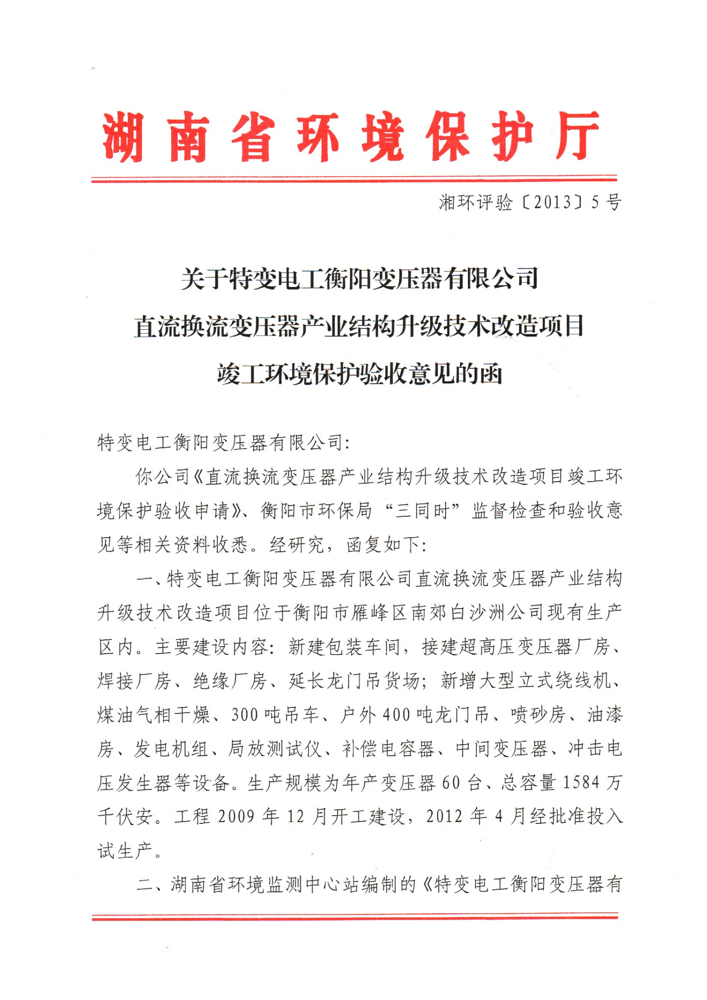 湖南省环境保护厅
湘环评验〔2013〕5号
关于特变电工衡阳变压器有限公司
直流换流变压器产业结构升级技术改造项目
竣工环境保护验收意见的函
特变电工衡阳变压器有限公司:
你公司《直流换流变压器产业结构升级技术改造项目竣工环
境保护验收申请》、衡阳市环保局“三同时”监督检查和验收意
见等相关资料收悉。经研究，函复如下:
一、特变电工衡阳变压器有限公司直流换流变压器产业结构
升级技术改造项目位于衡阳市雁峰区南郊白沙洲公司现有生产
区内。主要建设内容：新建包装车间，接建超高压变压器厂房、
焊接厂房、绝缘厂房、延长龙门吊货场；新增大型立式绕线机、
煤油气相干燥、300吨吊车、户外400吨龙门吊、喷砂房、油漆
房、发电机组、局放测试仪、补偿电容器、中间变压器、冲击电
压发生器等设备。生产规模为年产变压器60台、总容量1584万
千伏安。工程2009年12月开工建设，2012年4月经批准投入
试生产。
二、湖南省环境监测中心站编制的《特变电工衡阳变压器有